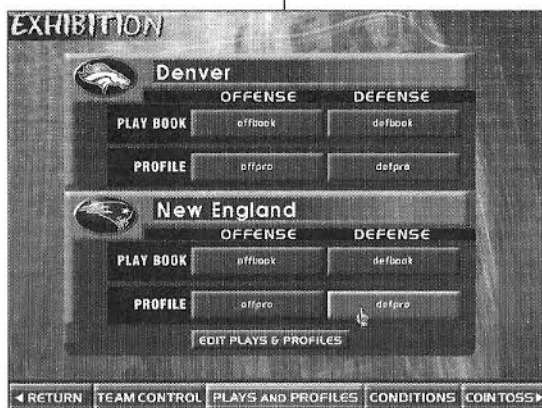 EXHIBITION
Denver
OFFENSE DEFENSE
PLAY BOOK offbook defbook
PROFILE offpro defpro
New England
OFFENSE DEFENSE
PLAY BOOK offbook defbook
PROFILE offpro defpro
EDIT PLAYS & PROFILES
RETURN TEAM CONTROL PLAYS AND PROFILES CONDITIONS COIN TOSS